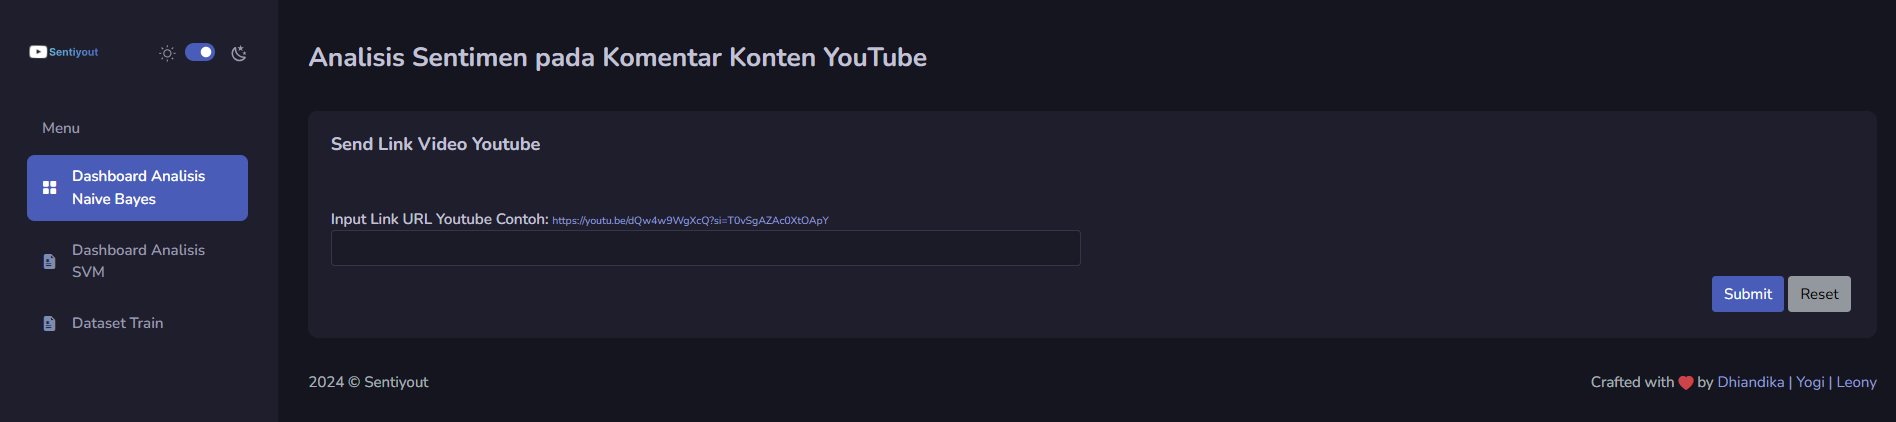 Sentiyout
Menu
Dashboard Analisis
Naive Bayes
Dashboard Analisis
SVM
Dataset Train
Analisis Sentimen pada Komentar Konten YouTube
Send Link Video Youtube
Input Link URL Youtube Contoh: https://youtu.be/dQw4w9WgXcQ?si=T0vSgAZAc0XtOApY
Submit Reset
2024 © Sentiyout
Crafted with ❤ by Dhiandika | Yogi | Leony